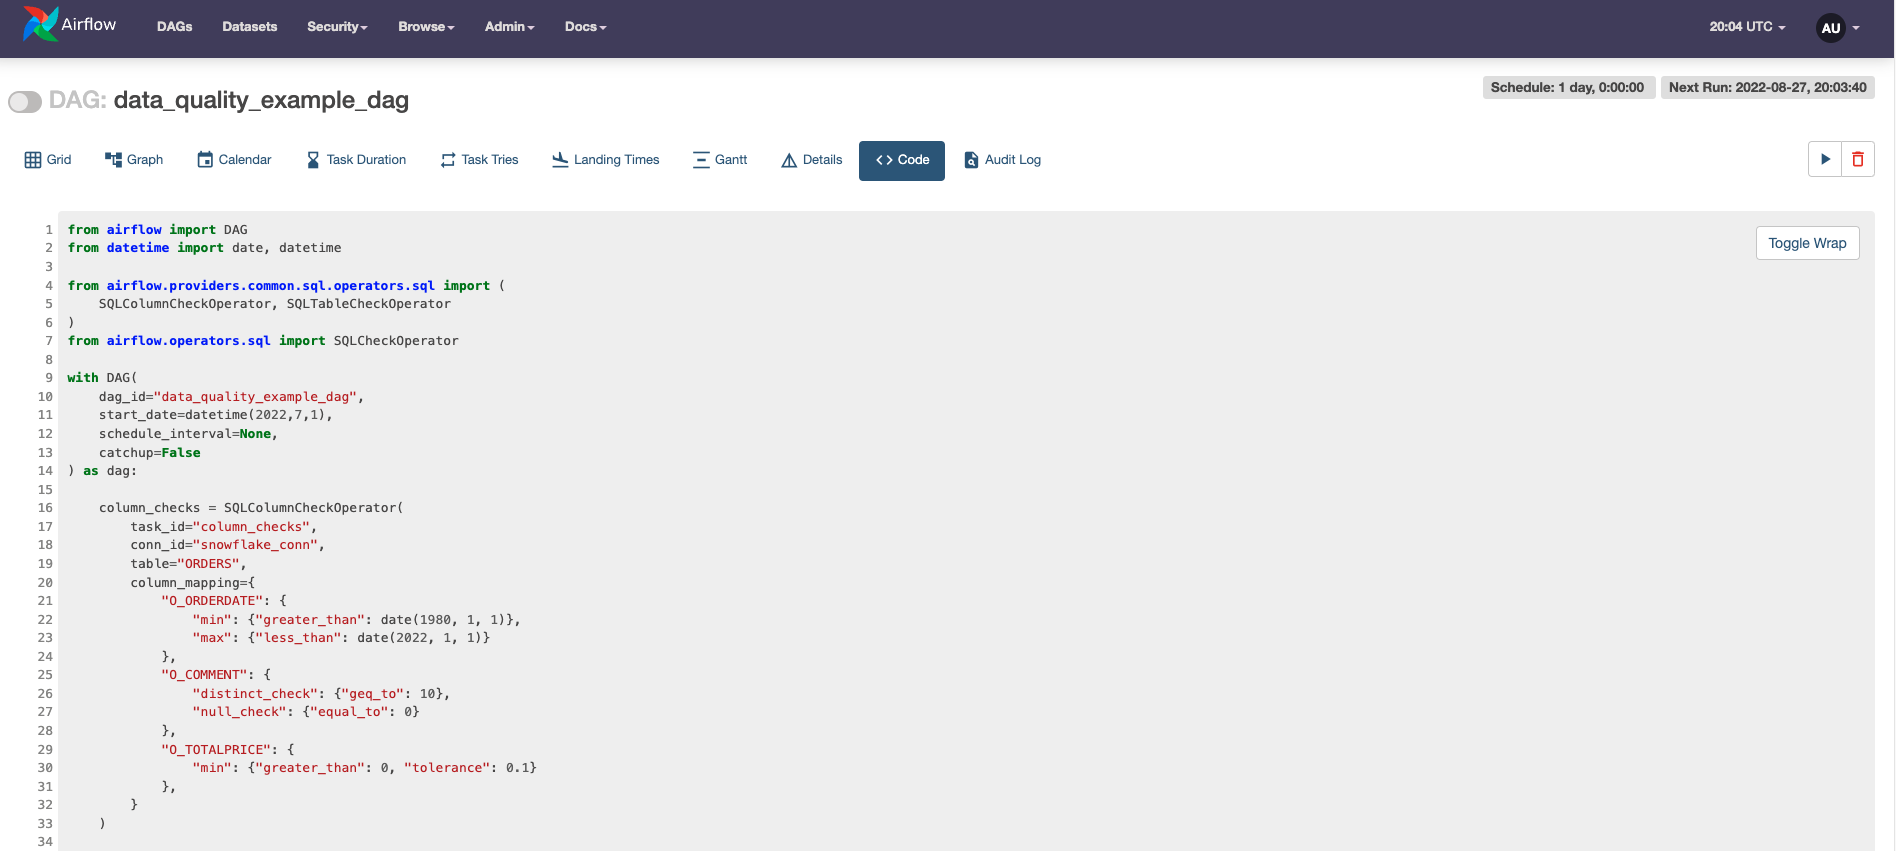 Airflow DAGs Datasets Security Browse Admin Docs 20:04 UTC AU
DAG: data_quality_example_dag Schedule: 1 day, 0:00:00 Next Run: 2022-08-27, 20:03:40
Grid Graph Calendar Task Duration Task Tries Landing Times Gantt Details <> Code Audit Log
Toggle Wrap
1 from airflow import DAG
2 from datetime import date, datetime
3
4 from airflow.providers.common.sql.operators.sql import (
5     SQLColumnCheckOperator, SQLTableCheckOperator
6 )
7 from airflow.operators.sql import SQLCheckOperator
8
9 with DAG(
10     dag_id="data_quality_example_dag",
11     start_date=datetime(2022,7,1),
12     schedule_interval=None,
13     catchup=False
14 ) as dag:
15
16     column_checks = SQLColumnCheckOperator(
17         task_id="column_checks",
18         conn_id="snowflake_conn",
19         table="ORDERS",
20         column_mapping={
21             "O_ORDERDATE": {
22                 "min": {"greater_than": date(1980, 1, 1)},
23                 "max": {"less_than": date(2022, 1, 1)}
24             },
25             "O_COMMENT": {
26                 "distinct_check": {"geq_to": 10},
27                 "null_check": {"equal_to": 0}
28             },
29             "O_TOTALPRICE": {
30                 "min": {"greater_than": 0, "tolerance": 0.1}
31             },
32         }
33     )
34